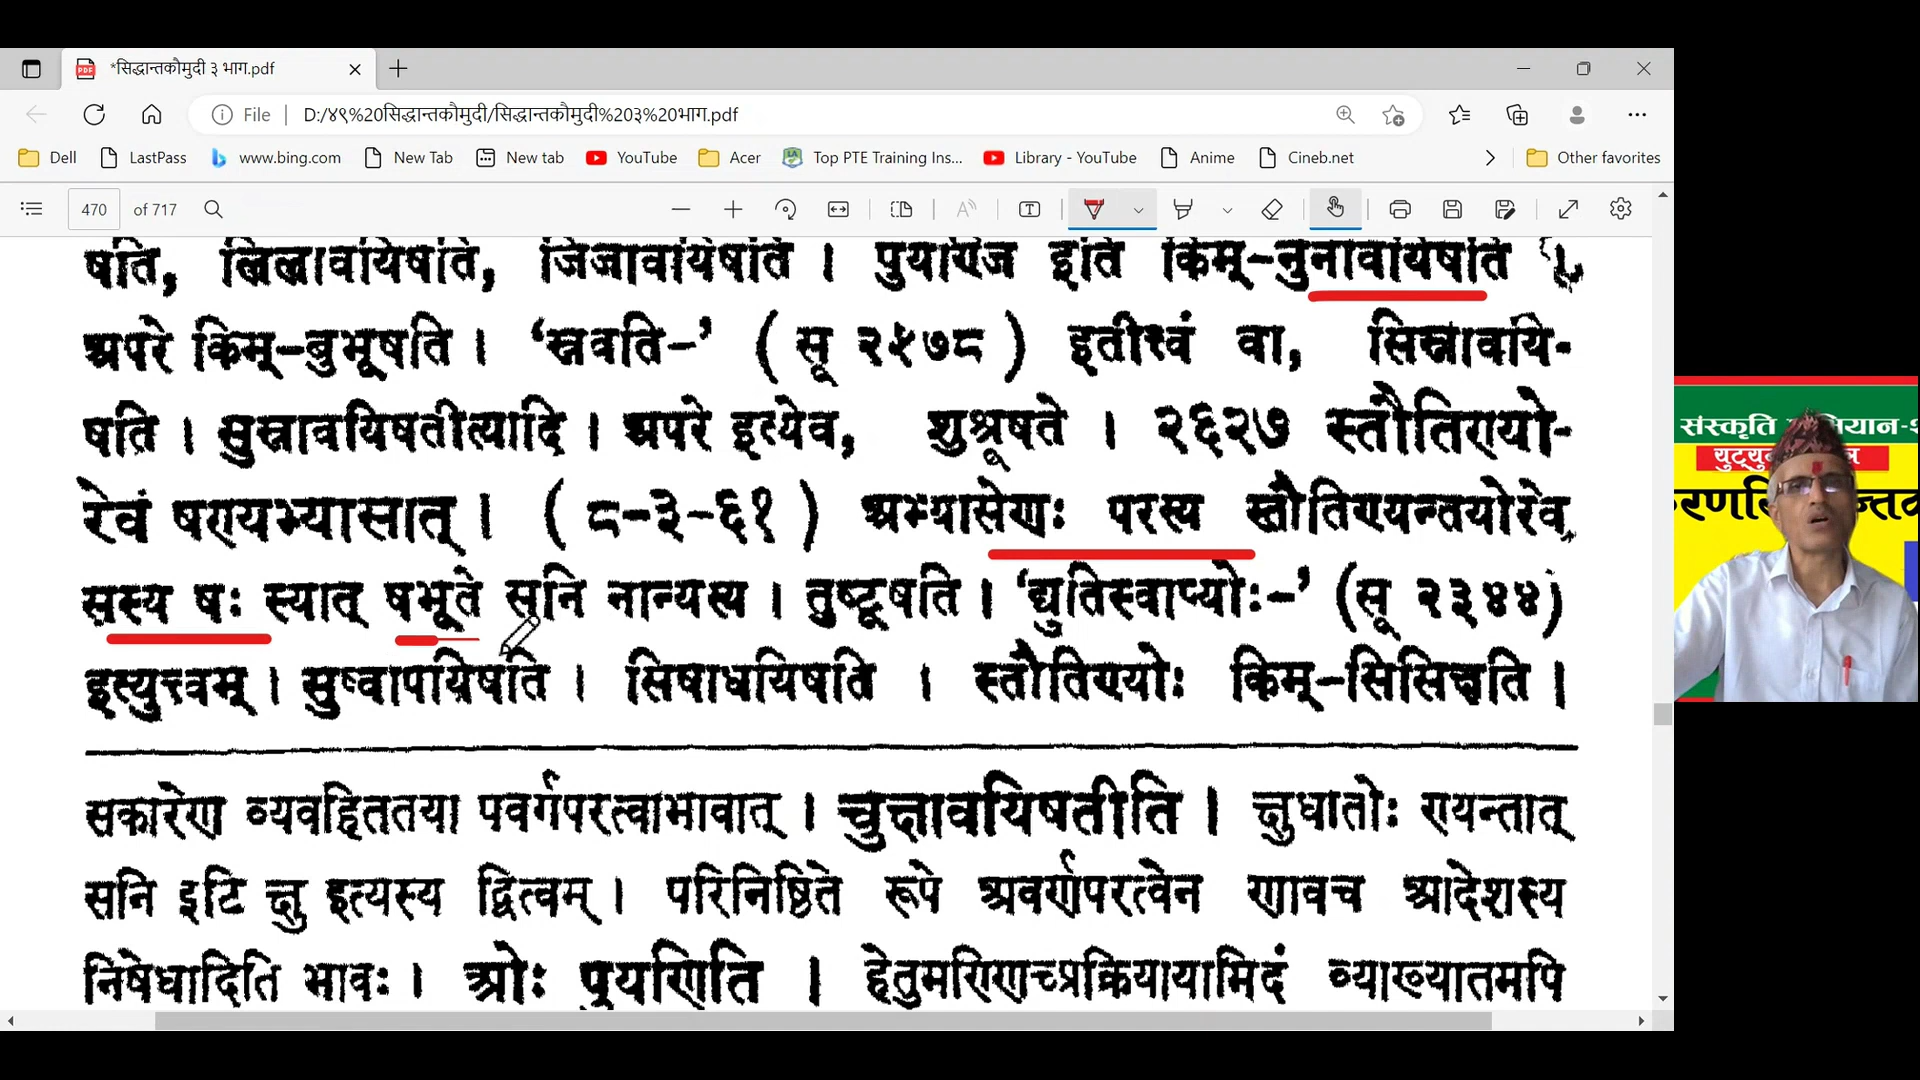 *सिद्धान्तकौमुदी ३ भाग.pdf
File D:/४९%20सिद्धान्तकौमुदी/सिद्धान्तकौमुदी%20३%20भाग.pdf
Dell LastPass www.bing.com New Tab New tab YouTube Acer Top PTE Training Ins... Library - YouTube Anime Cineb.net Other favorites
470 of 717
षति, लिलावयिषति, जिजावयिषति । पुयण्जि इति किम्-नुनावयिषति ।
अपरे किम्-बुभूषति । ‘स्रवति-’ ( सू २५७८ ) इतीत्त्वं वा, सिस्रावयि-
षति । सुस्रावयिषतीत्यादि । अपरे इत्येव, शुश्रूषते । २६२७ स्तौतिण्यो-
रेव षण्यभ्यासात् । ( ८-३-६१ ) अभ्यासेणः परस्य स्तौतिण्यन्तयोरेव
सस्य षः स्यात् षभूते सनि नान्यस्य । तुष्टूषति । ‘द्युतिस्वाप्योः-’ (सू २३४४)
इत्युत्त्वम् । सुष्वापयिषति । सिषाधयिषति । स्तौतिण्योः किम्-सिसिक्षति ।
सकारेण व्यवहिततया पवर्गपरत्वाभावात् । चुक्षावयिषतीति । क्षुधातोः ण्यन्तात्
सनि इटि क्षु इत्यस्य द्वित्वम् । परिनिष्ठिते रूपे अवर्णपरत्वेन णावच आदेशस्य
निषेधादिति भावः । ओः पुयणिति । हेतुमण्णिच्प्रक्रियायामिदं व्याख्यातमपि
संस्कृति